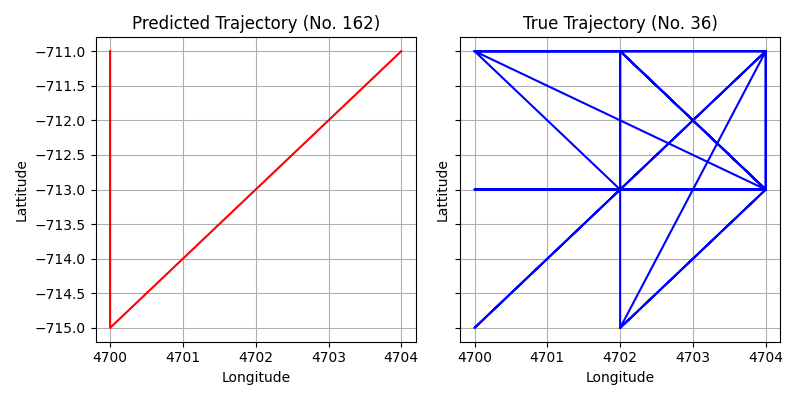 Predicted Trajectory (No. 162)
True Trajectory (No. 36)
−711.0
−711.5
−712.0
−712.5
−713.0
−713.5
−714.0
−714.5
−715.0
Lattitude
Lattitude
4700 4701 4702 4703 4704
4700 4701 4702 4703 4704
Longitude
Longitude